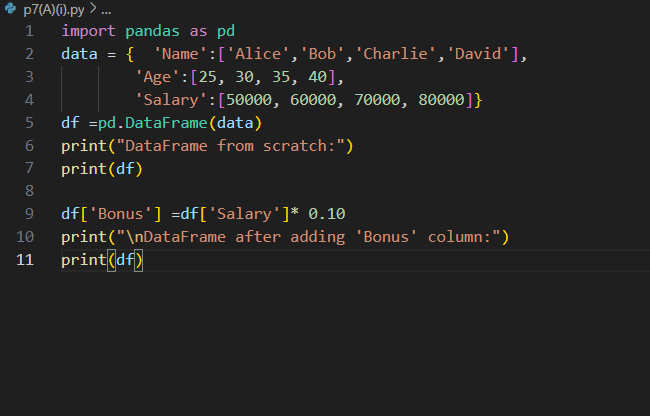 p7(A)(i).py > ...
1 import pandas as pd
2 data = {  'Name':['Alice','Bob','Charlie','David'],
3         'Age':[25, 30, 35, 40],
4         'Salary':[50000, 60000, 70000, 80000]}
5 df =pd.DataFrame(data)
6 print("DataFrame from scratch:")
7 print(df)
8
9 df['Bonus'] =df['Salary']* 0.10
10 print("\nDataFrame after adding 'Bonus' column:")
11 print(df)